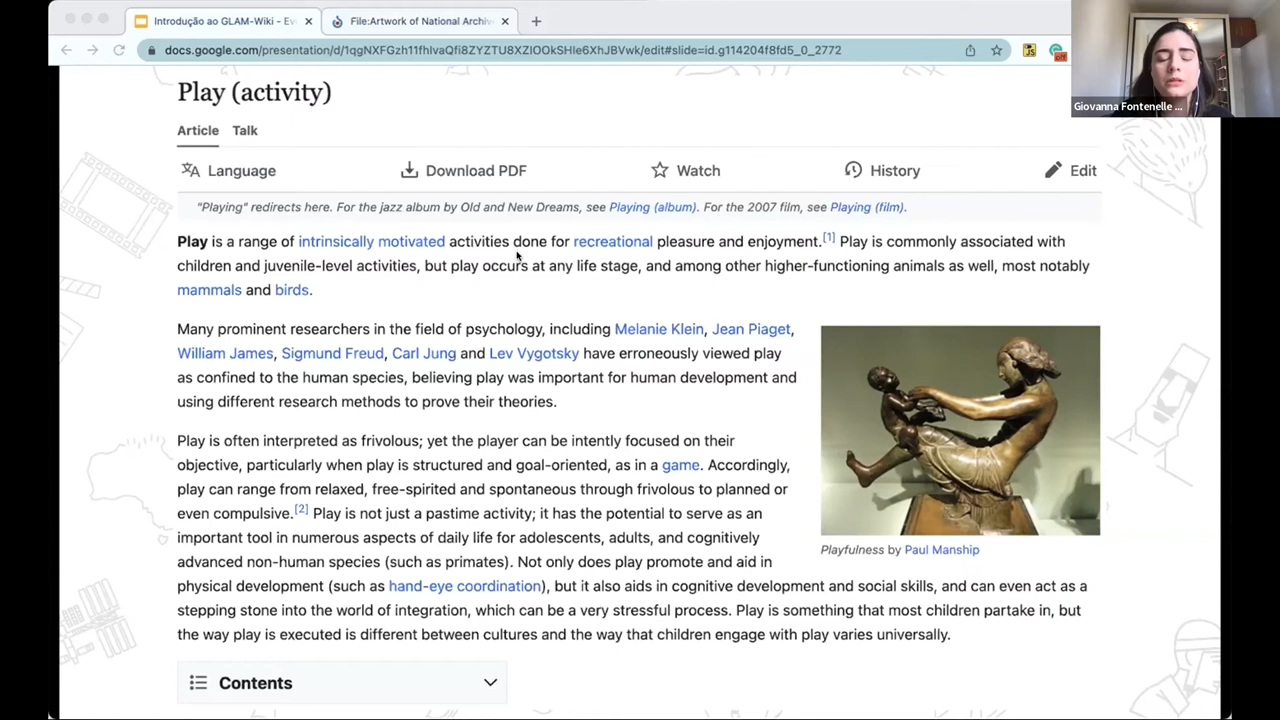 Introdução ao GLAM-Wiki - Ev
File:Artwork of National Archiv
docs.google.com/presentation/d/1qgNXFGzh11fhIvaQfi8ZYZTU8XZIOOkSHIe6XhJBVwk/edit#slide=id.g114204f8fd5_0_2772
off
Giovanna Fontenelle ...
Play (activity)
Article Talk
Language Download PDF Watch History Edit
"Playing" redirects here. For the jazz album by Old and New Dreams, see Playing (album). For the 2007 film, see Playing (film).
Play is a range of intrinsically motivated activities done for recreational pleasure and enjoyment.[1] Play is commonly associated with
children and juvenile-level activities, but play occurs at any life stage, and among other higher-functioning animals as well, most notably
mammals and birds.
Many prominent researchers in the field of psychology, including Melanie Klein, Jean Piaget,
William James, Sigmund Freud, Carl Jung and Lev Vygotsky have erroneously viewed play
as confined to the human species, believing play was important for human development and
using different research methods to prove their theories.
Play is often interpreted as frivolous; yet the player can be intently focused on their
objective, particularly when play is structured and goal-oriented, as in a game. Accordingly,
play can range from relaxed, free-spirited and spontaneous through frivolous to planned or
even compulsive.[2] Play is not just a pastime activity; it has the potential to serve as an
important tool in numerous aspects of daily life for adolescents, adults, and cognitively
advanced non-human species (such as primates). Not only does play promote and aid in
physical development (such as hand-eye coordination), but it also aids in cognitive development and social skills, and can even act as a
stepping stone into the world of integration, which can be a very stressful process. Play is something that most children partake in, but
the way play is executed is different between cultures and the way that children engage with play varies universally.
Playfulness by Paul Manship
Contents